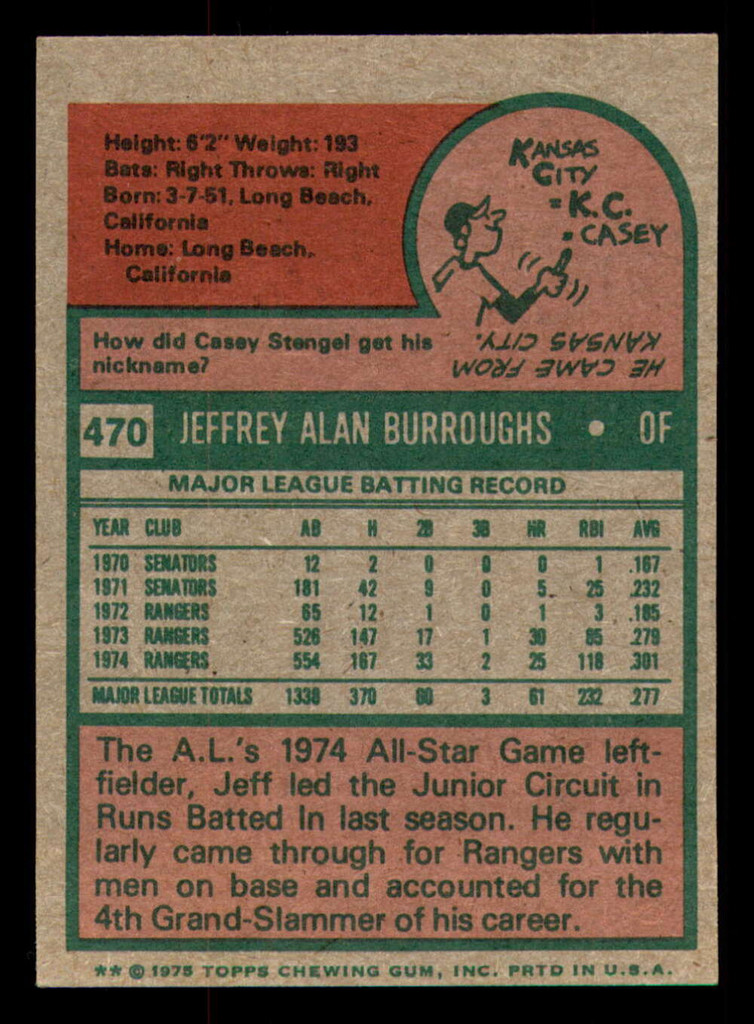 Height: 6'2" Weight: 193
Bats: Right Throws: Right
Born: 3-7-51, Long Beach,
California
Home: Long Beach,
California
KANSAS
CITY
= K.C.
= CASEY
How did Casey Stengel get his
nickname?
HE CAME FROM
KANSAS CITY.
470 JEFFREY ALAN BURROUGHS • OF
MAJOR LEAGUE BATTING RECORD
YEAR CLUB AB H 2B 3B HR RBI AVG
1970 SENATORS 12 2 0 0 0 1 .167
1971 SENATORS 181 42 9 0 5 25 .232
1972 RANGERS 65 12 1 0 1 3 .185
1973 RANGERS 526 147 17 1 30 85 .279
1974 RANGERS 554 167 33 2 25 118 .301
MAJOR LEAGUE TOTALS 1338 370 60 3 61 232 .277
The A.L.'s 1974 All-Star Game left-
fielder, Jeff led the Junior Circuit in
Runs Batted In last season. He regu-
larly came through for Rangers with
men on base and accounted for the
4th Grand-Slammer of his career.
** © 1975 TOPPS CHEWING GUM, INC. PRTD IN U.S.A.